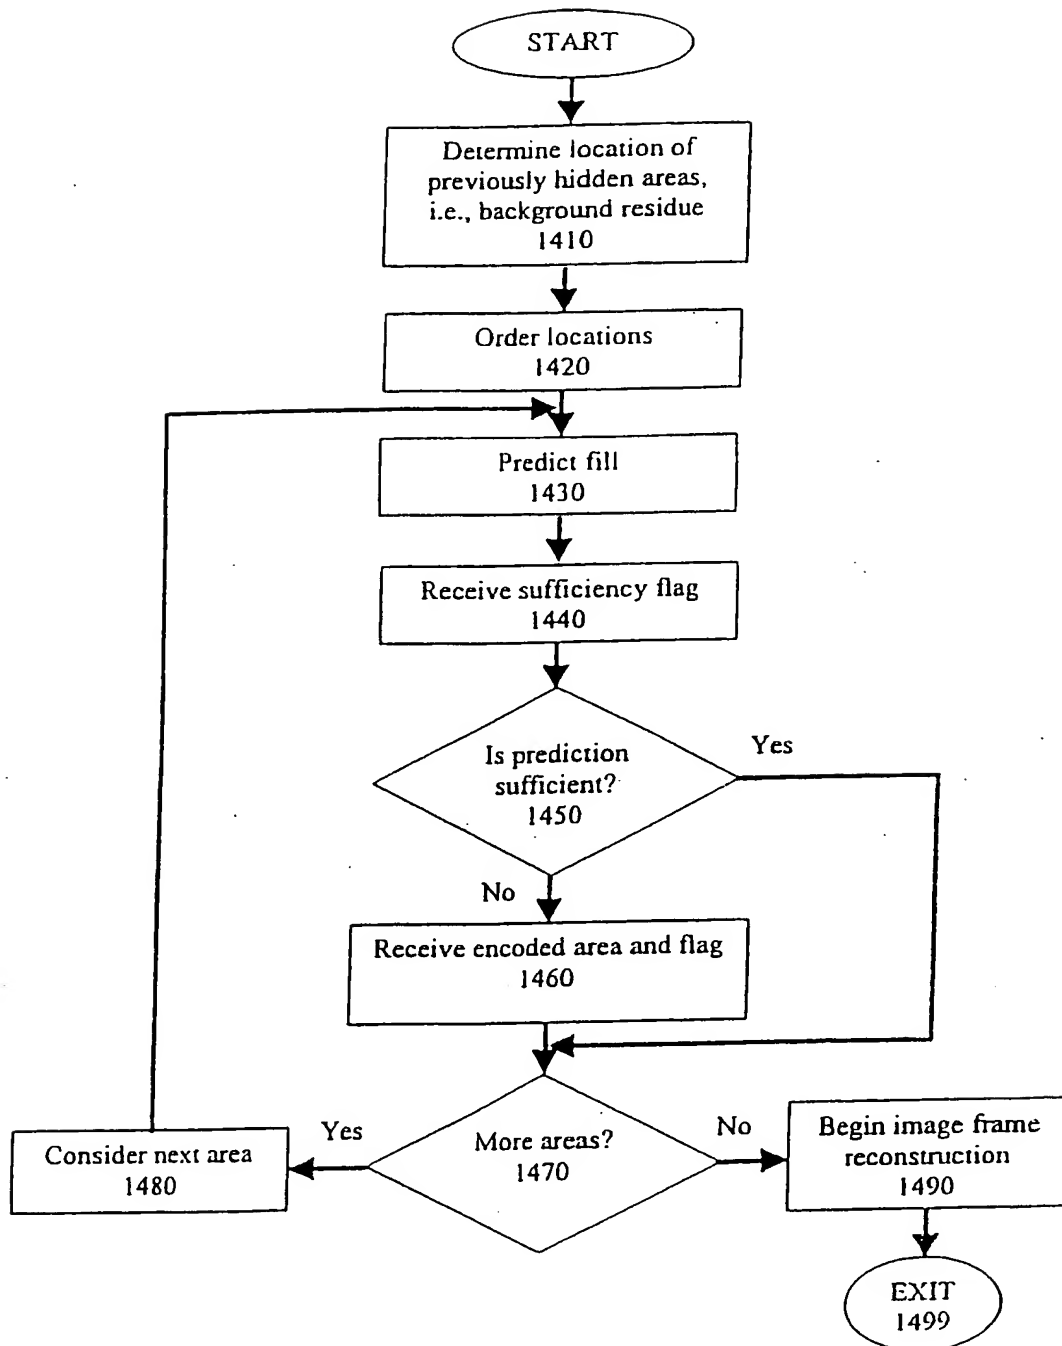 START
Determine location of
previously hidden areas,
i.e., background residue
1410
Order locations
1420
Predict fill
1430
Receive sufficiency flag
1440
Is prediction
sufficient?
1450
Yes
No
Receive encoded area and flag
1460
More areas?
1470
Yes
No
Consider next area
1480
Begin image frame
reconstruction
1490
EXIT
1499